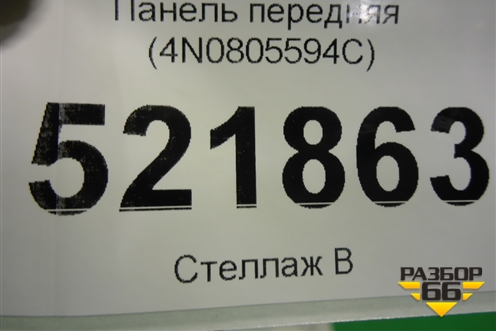 Панель передняя
(4N0805594C)
521863
Стеллаж В
РАЗБОР
66